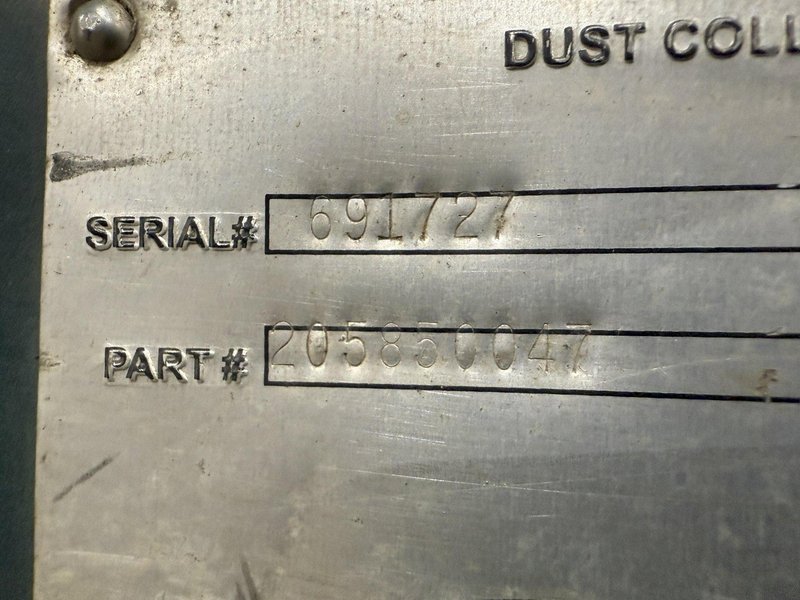 DUST COLL
SERIAL# 691727
PART # 205850047